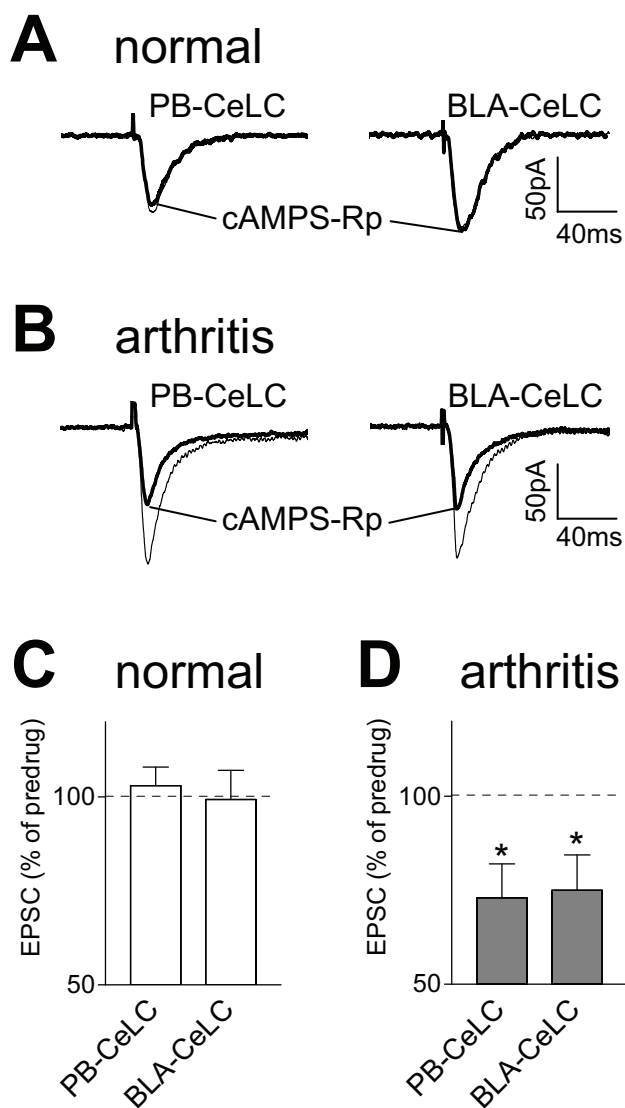 A normal
PB-CeLC BLA-CeLC
cAMPS-Rp
50pA
40ms
B arthritis
PB-CeLC BLA-CeLC
cAMPS-Rp
50pA
40ms
C normal
EPSC (% of predrug)
100
50
PB-CeLC
BLA-CeLC
D arthritis
EPSC (% of predrug)
100
* *
50
PB-CeLC
BLA-CeLC